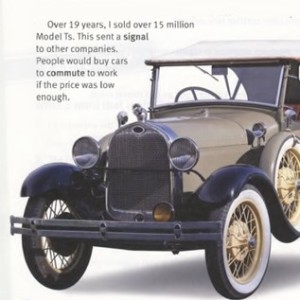 Over 19 years, I sold over 15 million
Model Ts. This sent a signal
to other companies.
People would buy cars
to commute to work
if the price was low
enough.